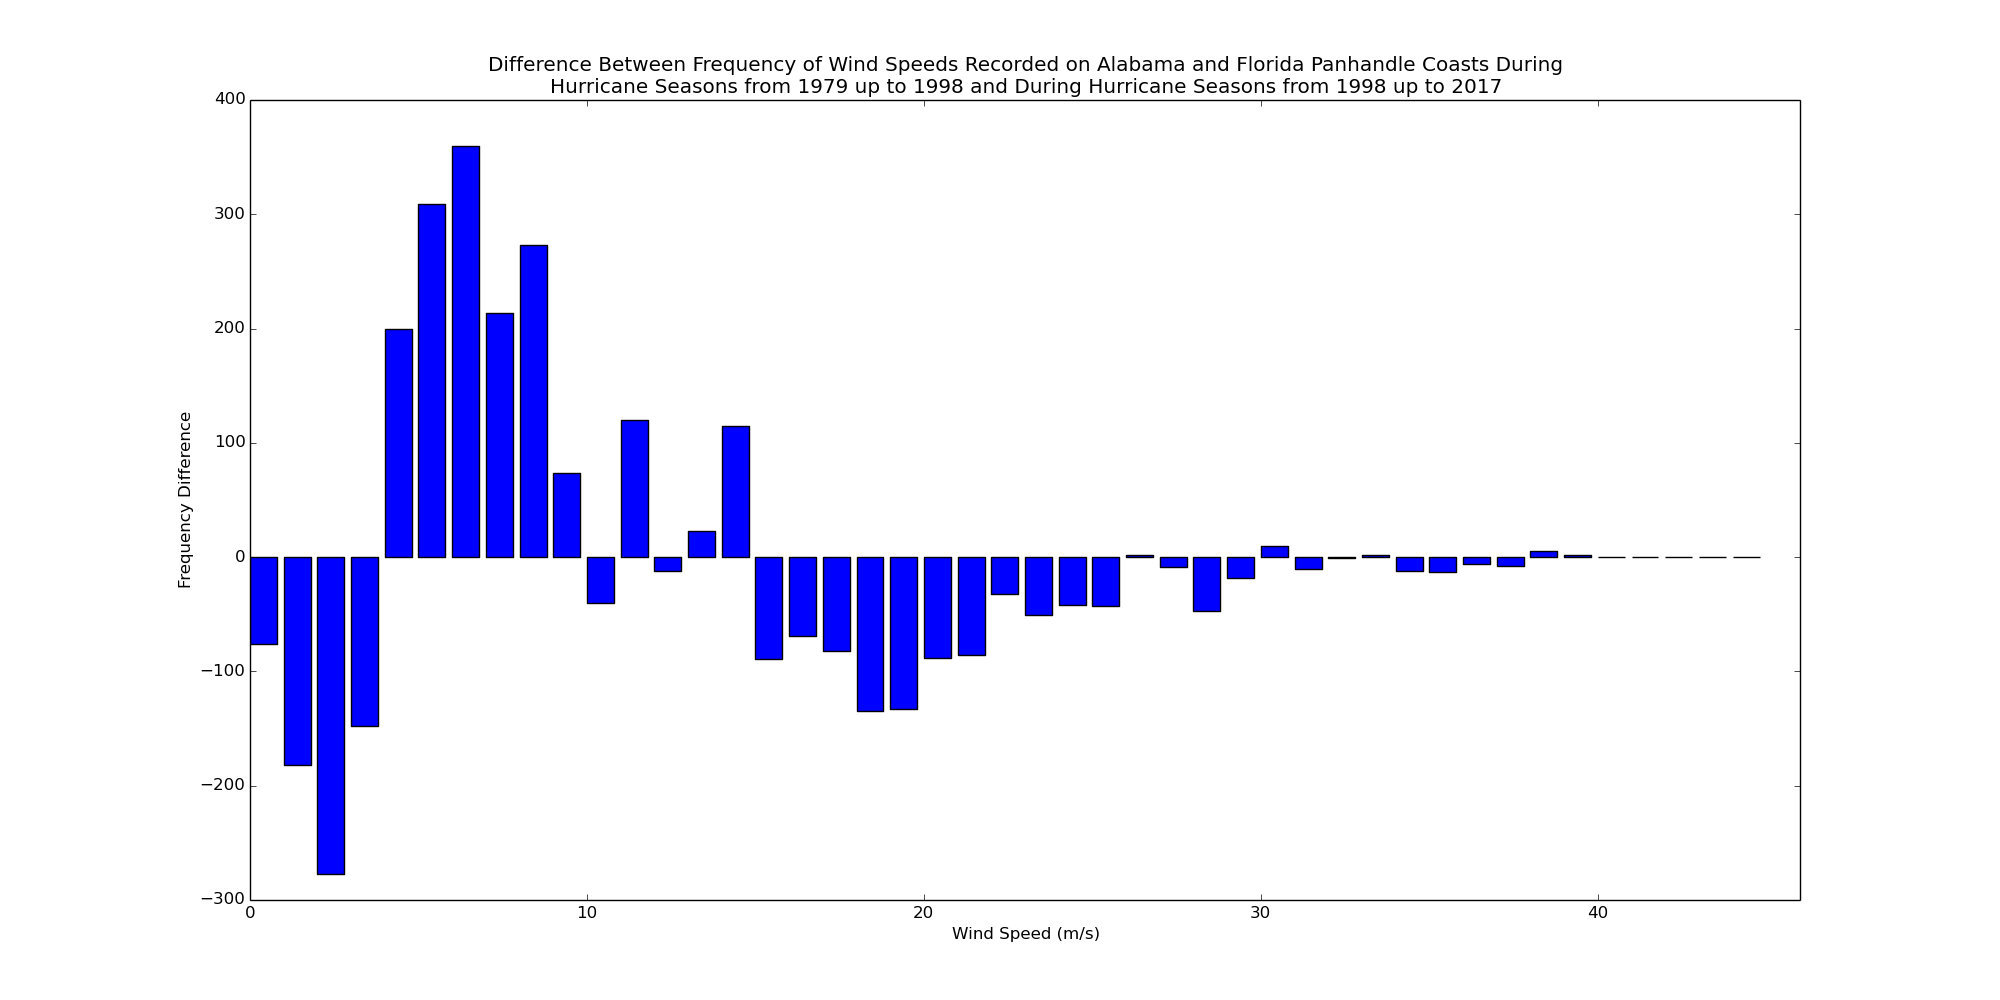 Difference Between Frequency of Wind Speeds Recorded on Alabama and Florida Panhandle Coasts During
Hurricane Seasons from 1979 up to 1998 and During Hurricane Seasons from 1998 up to 2017
400
300
200
100
0
−100
−200
−300
Frequency Difference
0 10 20 30 40
Wind Speed (m/s)